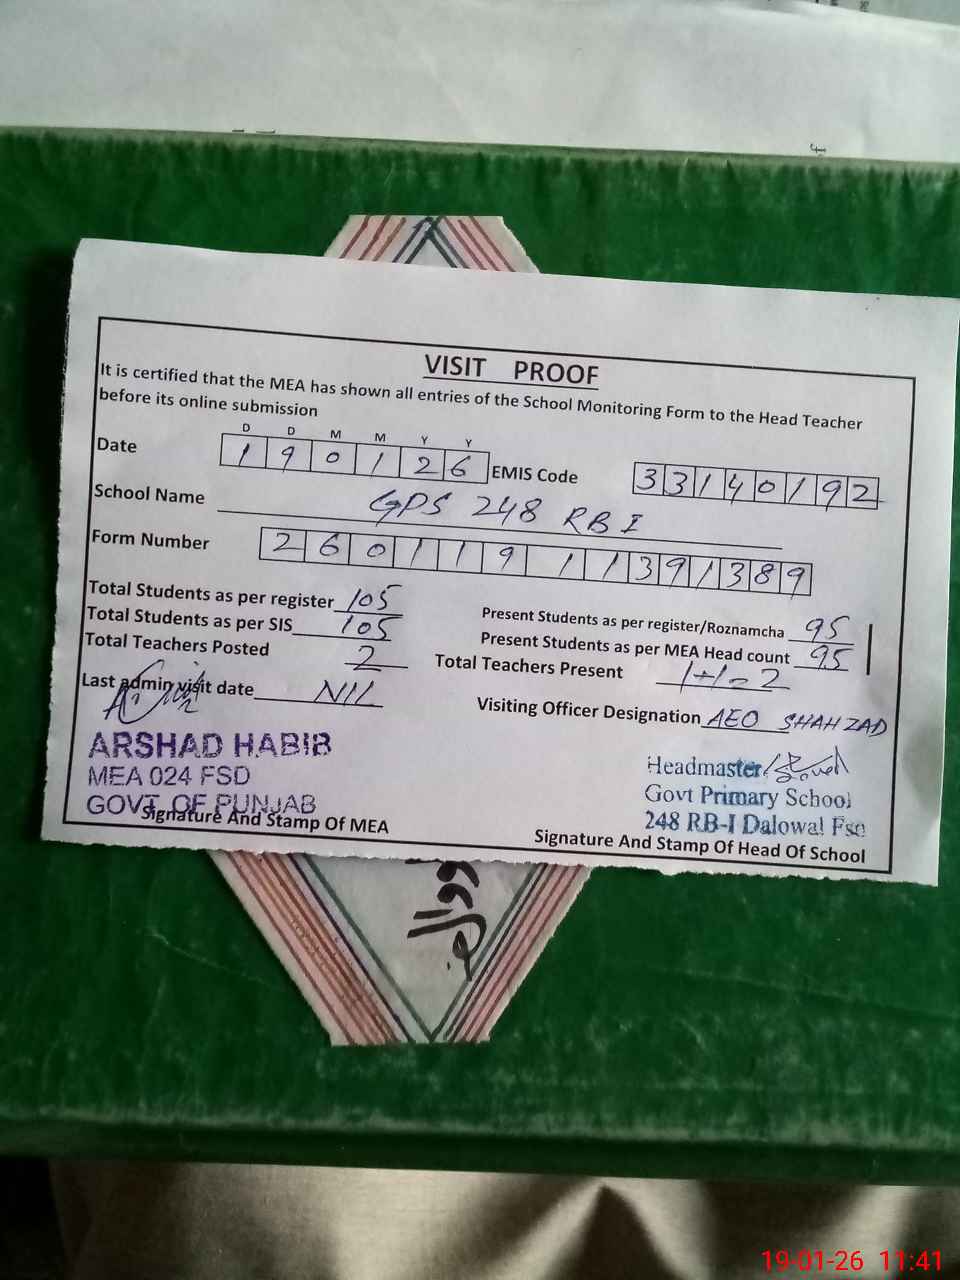 VISIT PROOF
It is certified that the MEA has shown all entries of the School Monitoring Form to the Head Teacher
before its online submission
D D M M Y Y
Date 1 9 0 1 2 6 EMIS Code 3 3 1 4 0 1 9 2
School Name GPS 248 RB I
Form Number 2 6 0 1 1 9 1 1 3 9 1 3 8 9
Total Students as per register 105 Present Students as per register/Roznamcha 95
Total Students as per SIS 105 Present Students as per MEA Head count 95
Total Teachers Posted 2 Total Teachers Present 1+1=2
Last admin visit date NIL Visiting Officer Designation AEO SHAHZAD
ARSHAD HABIB
MEA 024 FSD
GOVT. OF PUNJAB
Signature And Stamp Of MEA
Headmaster
Govt Primary School
248 RB-I Dalowal Fsd
Signature And Stamp Of Head Of School
19-01-26 11:41